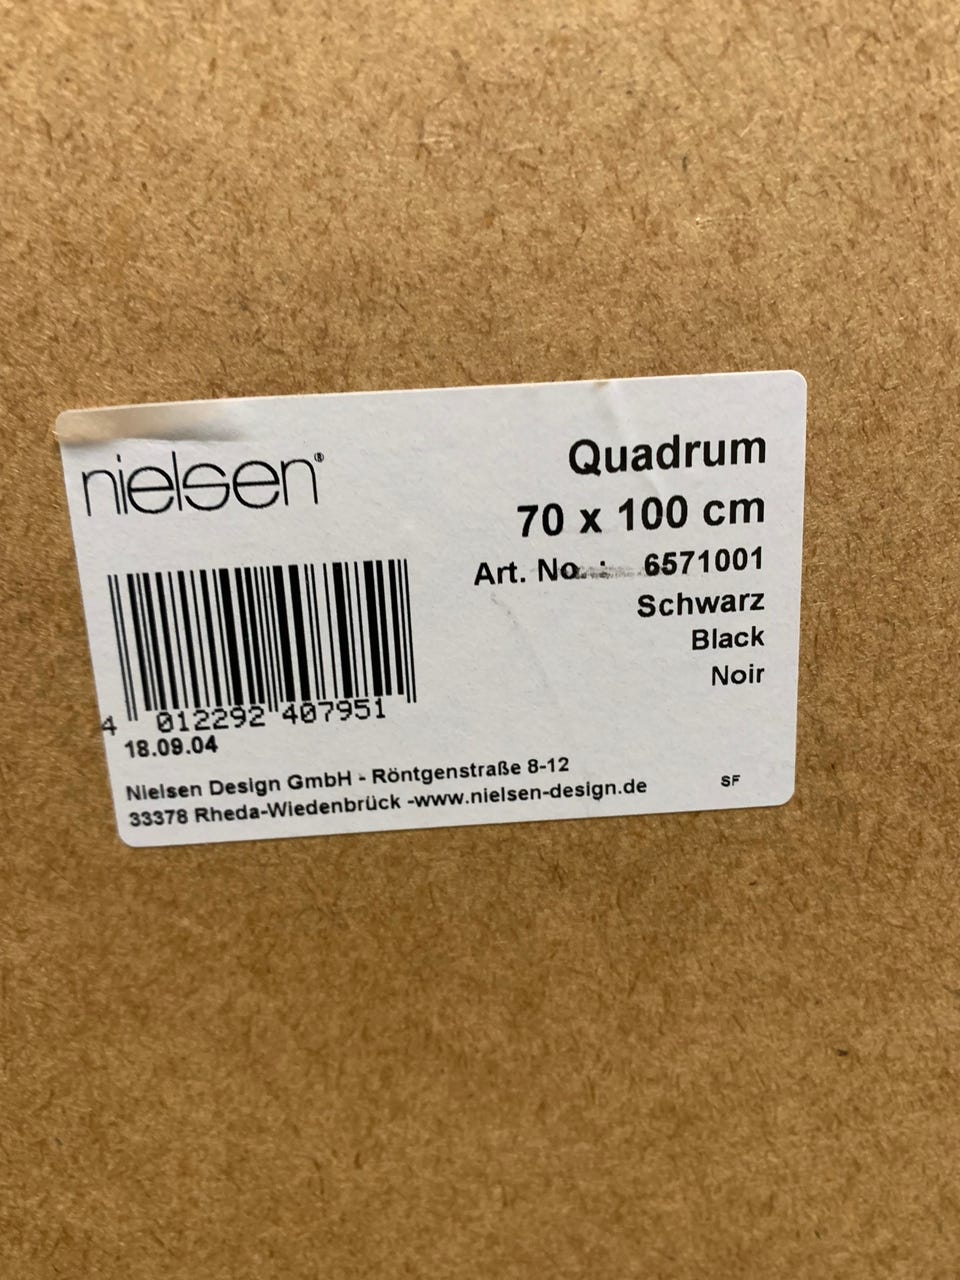 nielsen®
Quadrum
70 x 100 cm
Art. No. : 6571001
Schwarz
Black
Noir
4 012292 407951
18.09.04
Nielsen Design GmbH - Röntgenstraße 8-12
33378 Rheda-Wiedenbrück -www.nielsen-design.de
SF